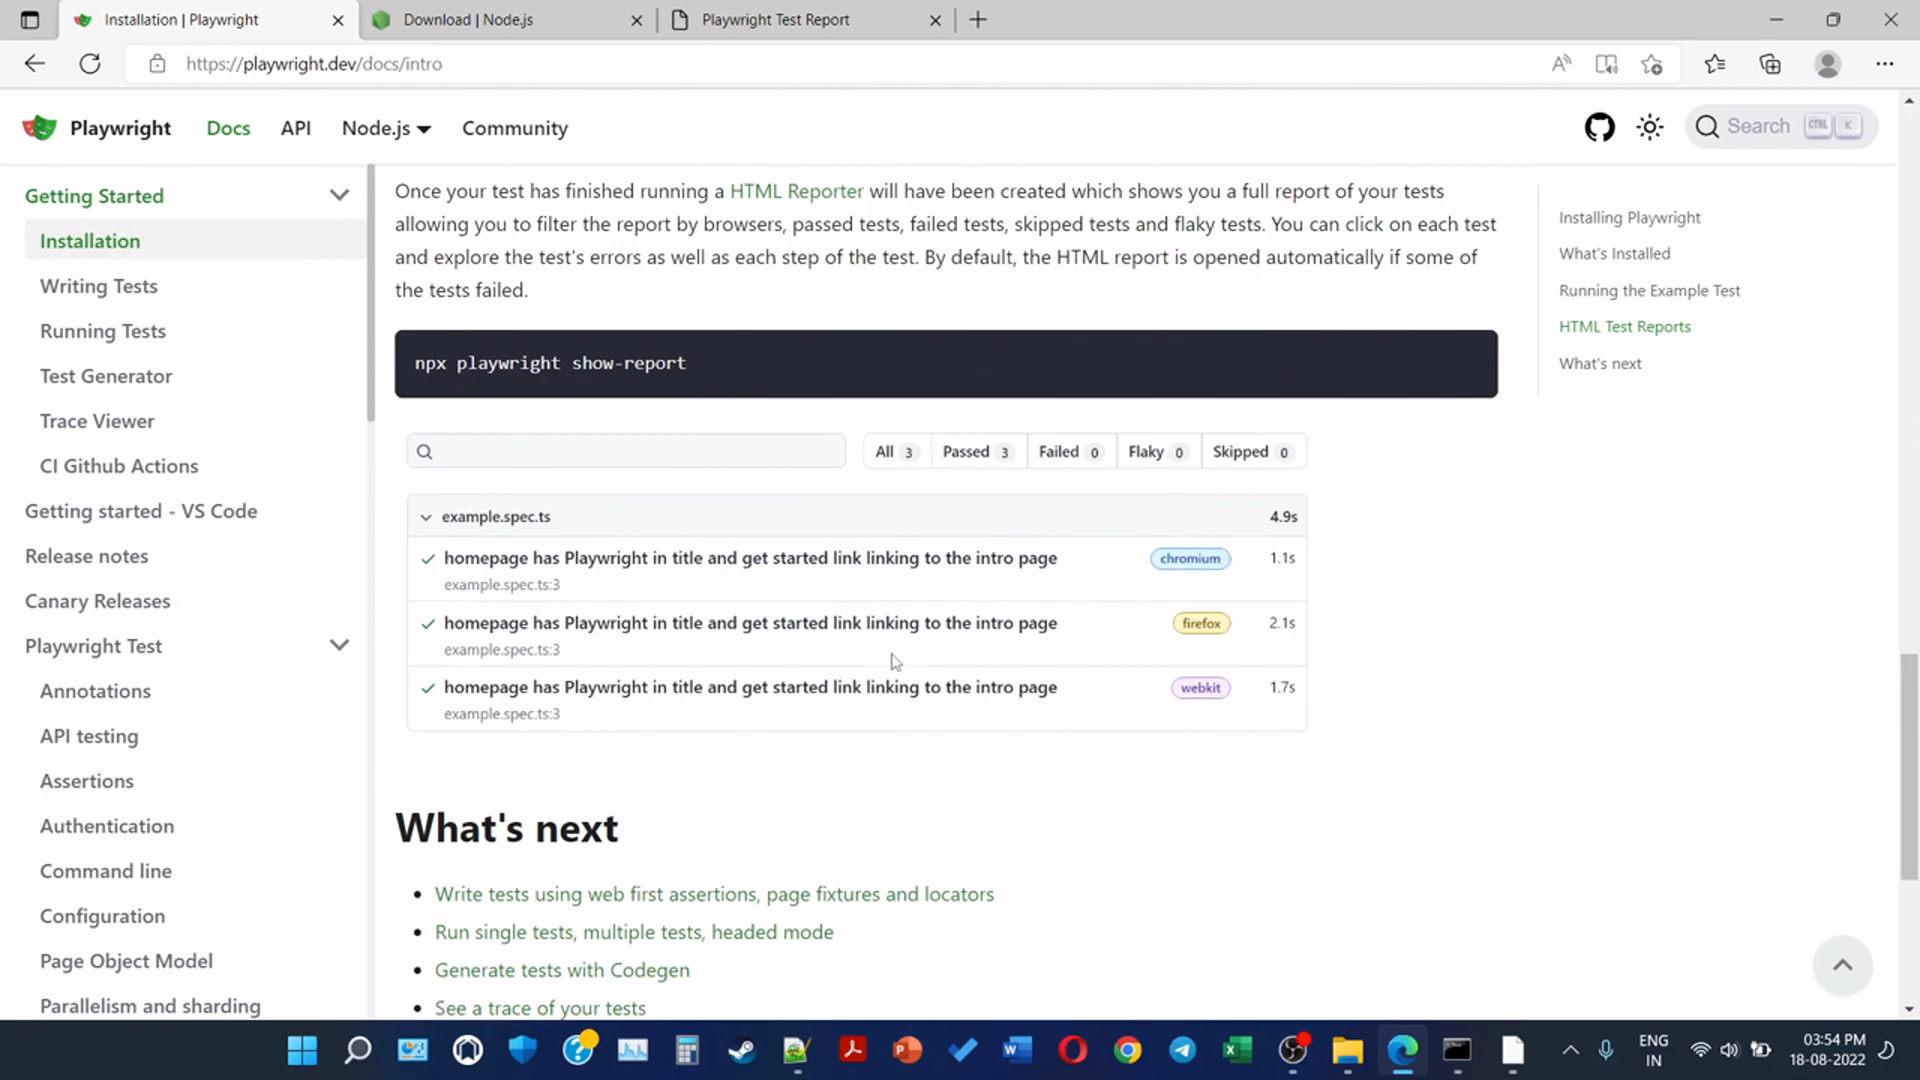 Installation | Playwright
Download | Node.js
Playwright Test Report
https://playwright.dev/docs/intro
Playwright
Docs
API
Node.js
Community
Search
CTRL
K
Getting Started
Installation
Writing Tests
Running Tests
Test Generator
Trace Viewer
CI Github Actions
Getting started - VS Code
Release notes
Canary Releases
Playwright Test
Annotations
API testing
Assertions
Authentication
Command line
Configuration
Page Object Model
Parallelism and sharding
Once your test has finished running a HTML Reporter will have been created which shows you a full report of your tests
allowing you to filter the report by browsers, passed tests, failed tests, skipped tests and flaky tests. You can click on each test
and explore the test's errors as well as each step of the test. By default, the HTML report is opened automatically if some of
the tests failed.
npx playwright show-report
All 3 Passed 3 Failed 0 Flaky 0 Skipped 0
example.spec.ts 4.9s
homepage has Playwright in title and get started link linking to the intro page chromium 1.1s
example.spec.ts:3
homepage has Playwright in title and get started link linking to the intro page firefox 2.1s
example.spec.ts:3
homepage has Playwright in title and get started link linking to the intro page webkit 1.7s
example.spec.ts:3
What's next
Write tests using web first assertions, page fixtures and locators
Run single tests, multiple tests, headed mode
Generate tests with Codegen
See a trace of your tests
Installing Playwright
What's Installed
Running the Example Test
HTML Test Reports
What's next
ENG
IN
03:54 PM
18-08-2022